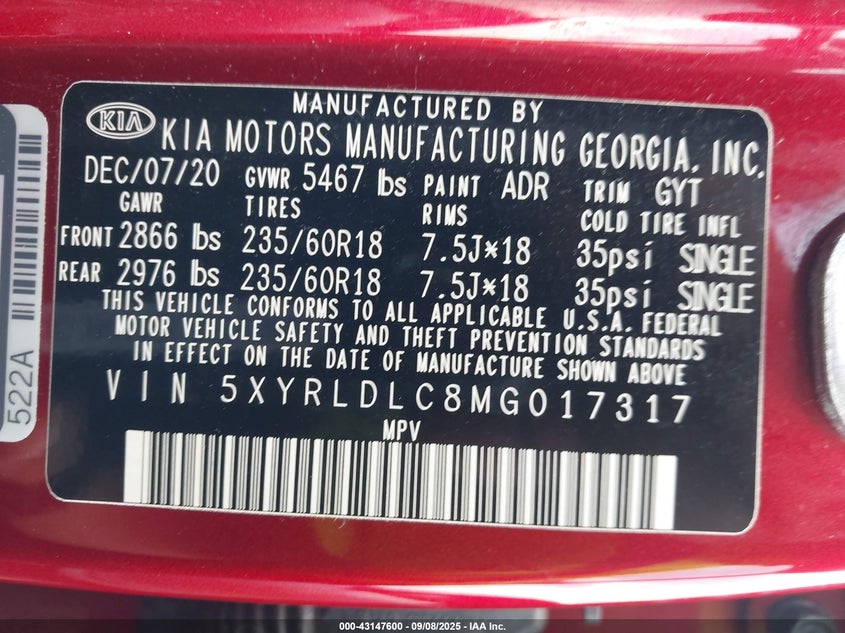 MANUFACTURED BY
KIA KIA MOTORS MANUFACTURING GEORGIA, INC.
DEC/07/20 GVWR 5467 lbs PAINT ADR TRIM GYT
GAWR TIRES RIMS COLD TIRE INFL
FRONT 2866 lbs 235/60R18 7.5J*18 35psi SINGLE
REAR 2976 lbs 235/60R18 7.5J*18 35psi SINGLE
THIS VEHICLE CONFORMS TO ALL APPLICABLE U.S.A. FEDERAL
MOTOR VEHICLE SAFETY AND THEFT PREVENTION STANDARDS
IN EFFECT ON THE DATE OF MANUFACTURE SHOWN ABOVE
VIN 5XYRLDLC8MG017317
MPV
522A
000-43147600 - 09/08/2025 - IAA Inc.